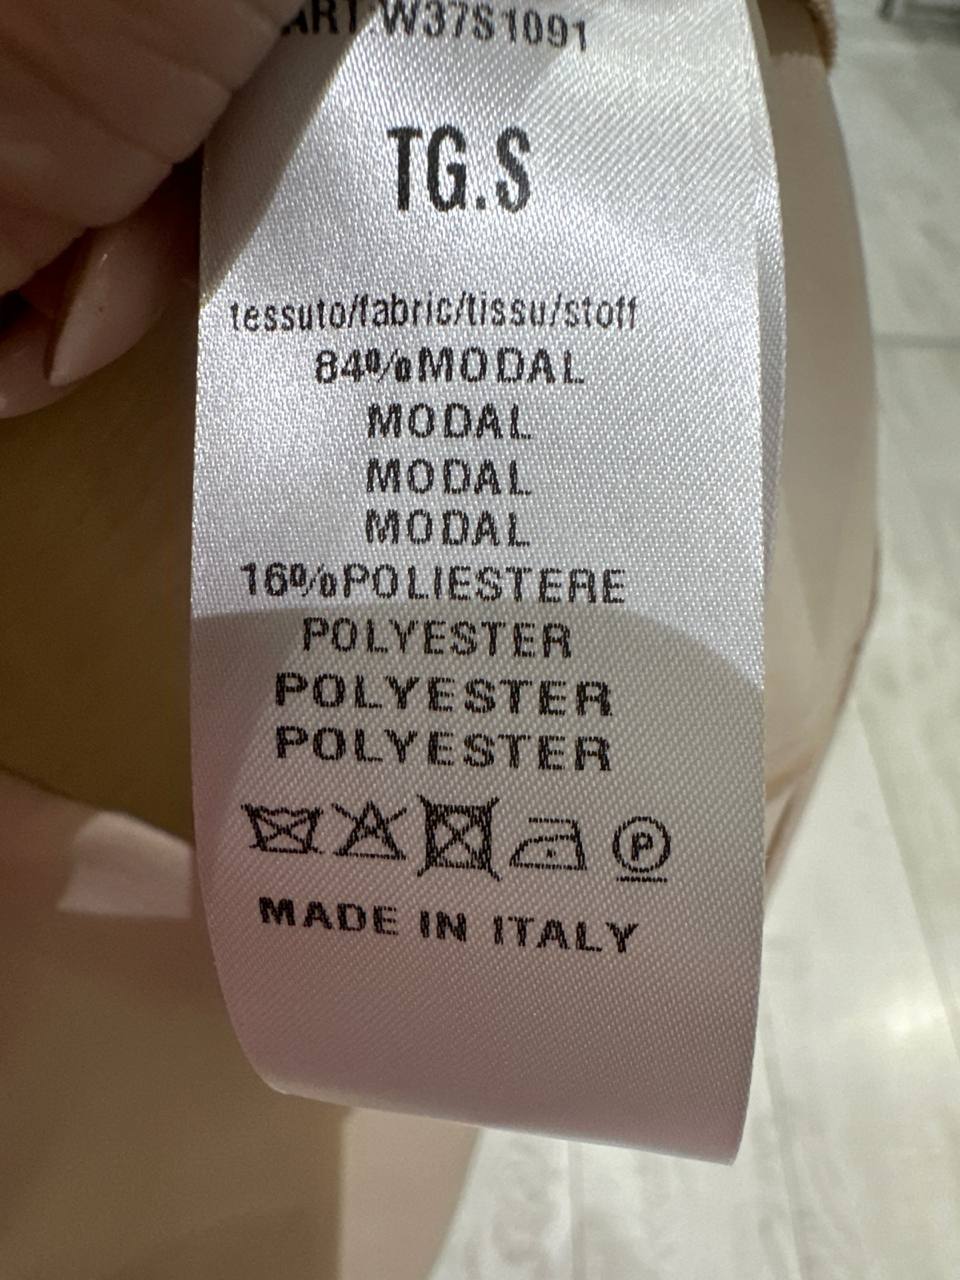 ART.W37S1091
TG.S
tessuto/fabric/tissu/stoff
84%MODAL
MODAL
MODAL
MODAL
16%POLIESTERE
POLYESTER
POLYESTER
POLYESTER
P
MADE IN ITALY